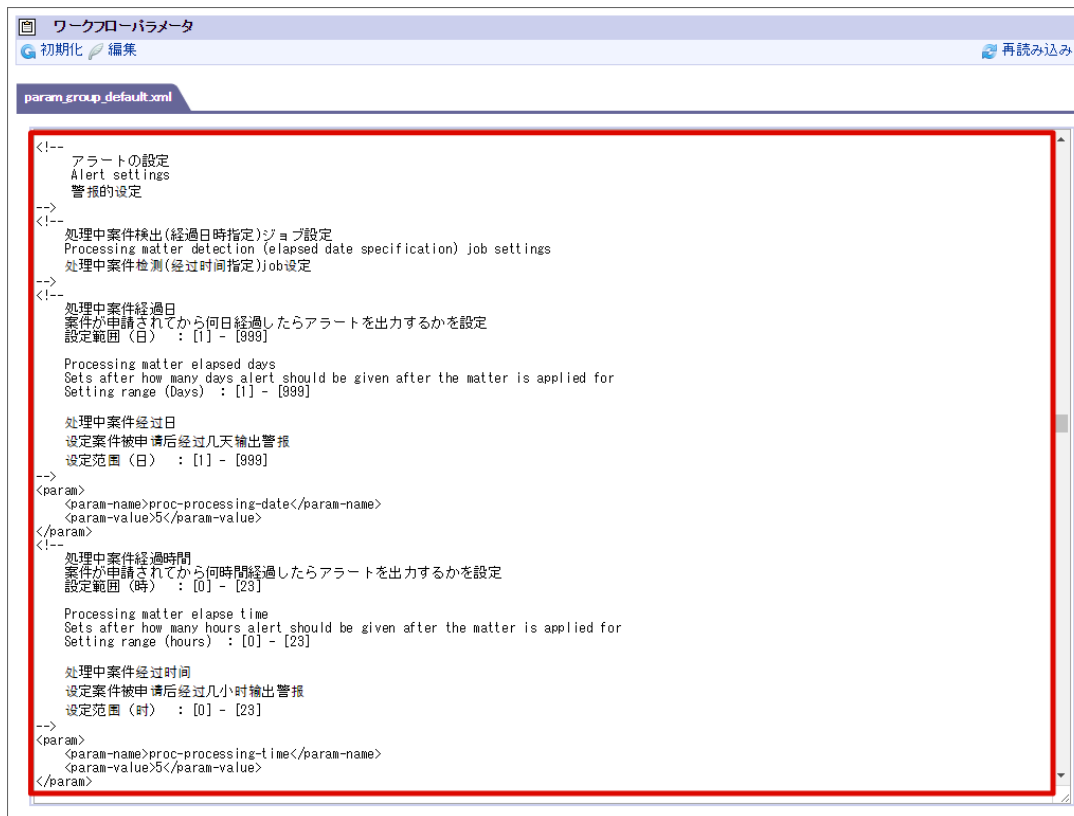 ワークフローパラメータ
初期化 編集 再読み込み
param_group_default.xml
<!--
アラートの設定
Alert settings
警报的设定
-->
<!--
処理中案件検出(経過日時指定)ジョブ設定
Processing matter detection (elapsed date specification) job settings
处理中案件检测(经过时间指定)job设定
-->
<!--
処理中案件経過日
案件が申請されてから何日経過したらアラートを出力するかを設定
設定範囲（日） : [1] - [999]
Processing matter elapsed days
Sets after how many days alert should be given after the matter is applied for
Setting range (Days) : [1] - [999]
处理中案件经过日
设定案件被申请后经过几天输出警报
设定范围（日） : [1] - [999]
-->
<param>
<param-name>proc-processing-date</param-name>
<param-value>5</param-value>
</param>
<!--
処理中案件経過時間
案件が申請されてから何時間経過したらアラートを出力するかを設定
設定範囲（時） : [0] - [23]
Processing matter elapse time
Sets after how many hours alert should be given after the matter is applied for
Setting range (hours) : [0] - [23]
处理中案件经过时间
设定案件被申请后经过几小时输出警报
设定范围（时） : [0] - [23]
-->
<param>
<param-name>proc-processing-time</param-name>
<param-value>5</param-value>
</param>